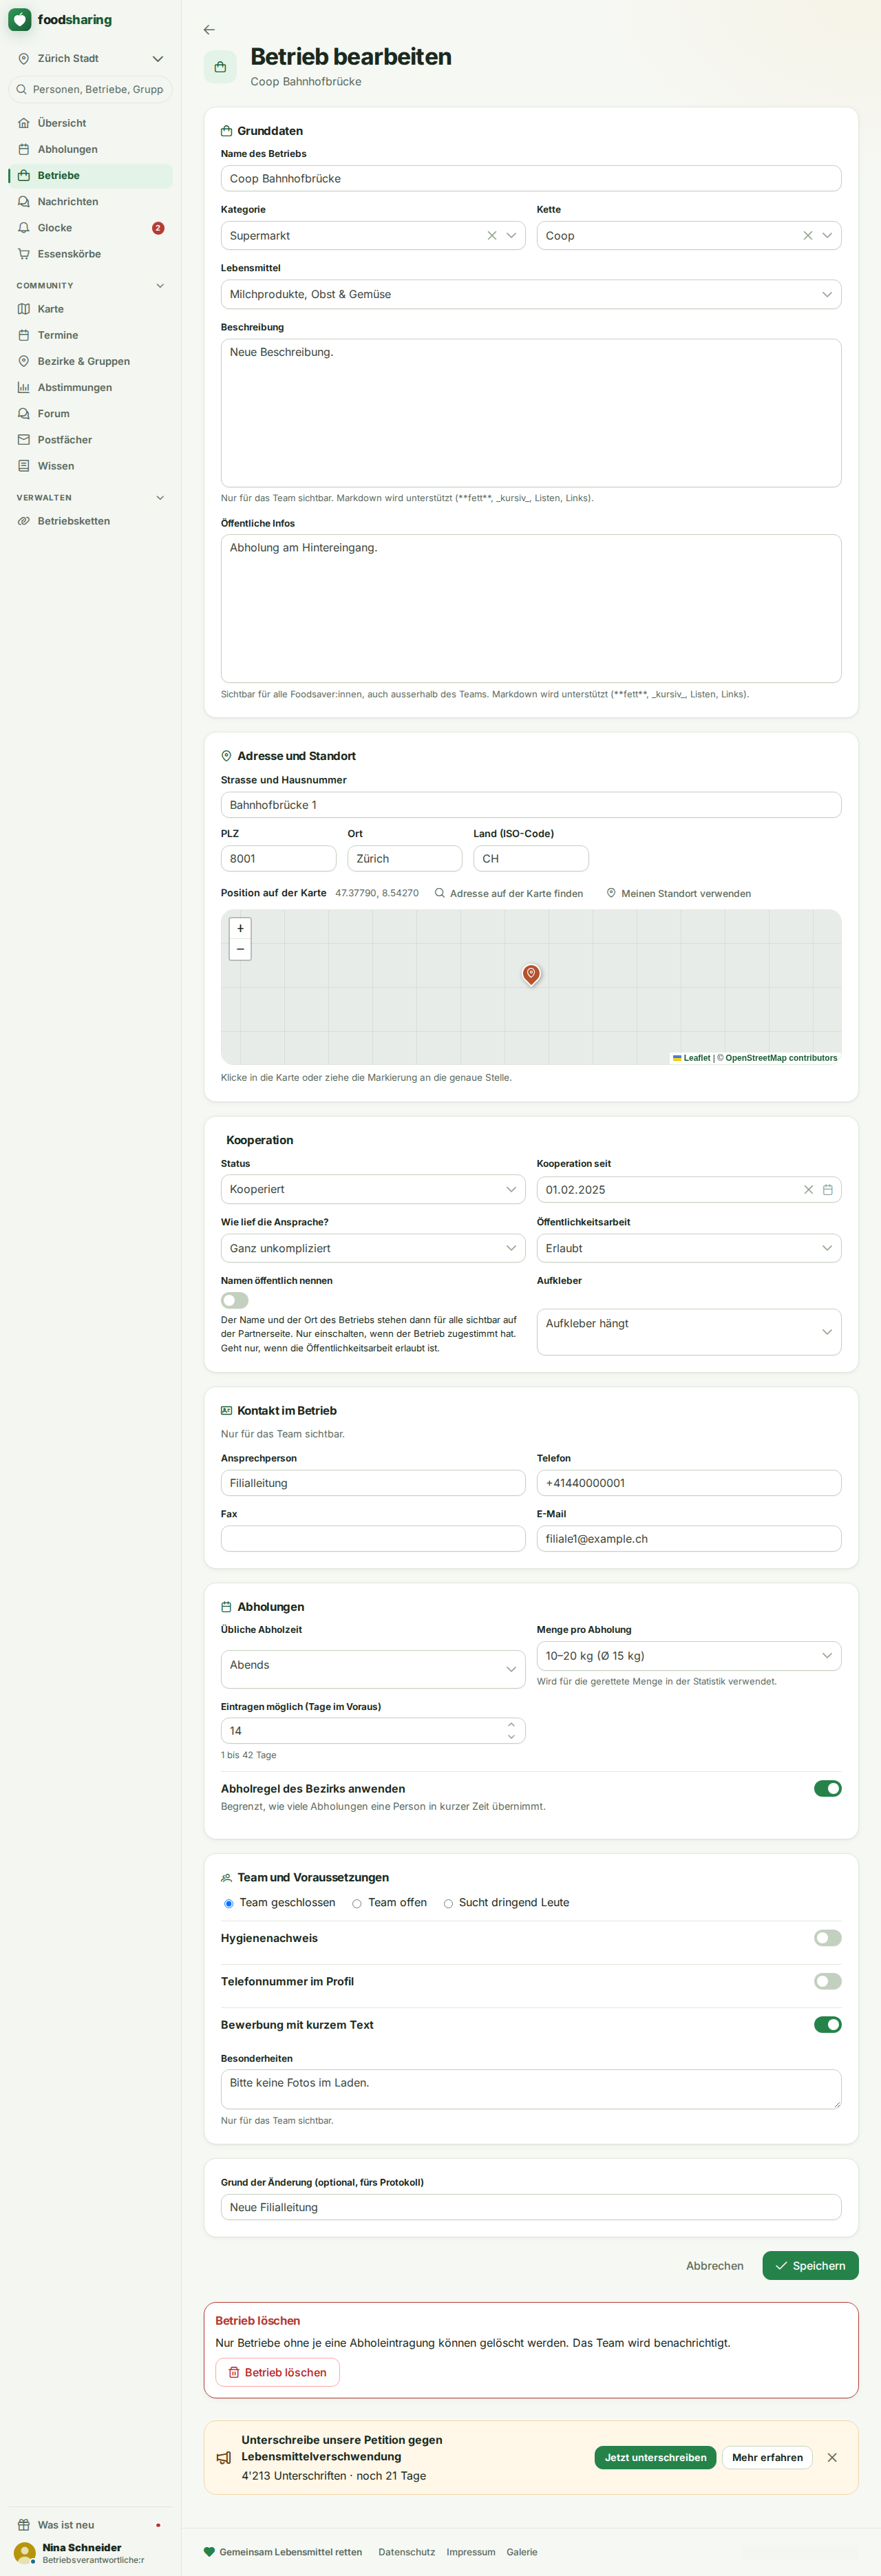 foodsharing
Zürich Stadt
Personen, Betriebe, Grupp
Übersicht
Abholungen
Betriebe
Nachrichten
Glocke
2
Essenskörbe
COMMUNITY
Karte
Termine
Bezirke & Gruppen
Abstimmungen
Forum
Postfächer
Wissen
VERWALTEN
Betriebsketten
Was ist neu
Nina Schneider
Betriebsverantwortliche:r
Betrieb bearbeiten
Coop Bahnhofbrücke
Grunddaten
Name des Betriebs
Coop Bahnhofbrücke
Kategorie
Kette
Supermarkt
Coop
Lebensmittel
Milchprodukte, Obst & Gemüse
Beschreibung
Neue Beschreibung.
Nur für das Team sichtbar. Markdown wird unterstützt (**fett**, _kursiv_, Listen, Links).
Öffentliche Infos
Abholung am Hintereingang.
Sichtbar für alle Foodsaver:innen, auch ausserhalb des Teams. Markdown wird unterstützt (**fett**, _kursiv_, Listen, Links).
Adresse und Standort
Strasse und Hausnummer
Bahnhofbrücke 1
PLZ
Ort
Land (ISO-Code)
8001
Zürich
CH
Position auf der Karte 47.37790, 8.54270 Adresse auf der Karte finden Meinen Standort verwenden
+
−
Leaflet | © OpenStreetMap contributors
Klicke in die Karte oder ziehe die Markierung an die genaue Stelle.
Kooperation
Status
Kooperation seit
Kooperiert
01.02.2025
Wie lief die Ansprache?
Öffentlichkeitsarbeit
Ganz unkompliziert
Erlaubt
Namen öffentlich nennen
Aufkleber
Der Name und der Ort des Betriebs stehen dann für alle sichtbar auf
der Partnerseite. Nur einschalten, wenn der Betrieb zugestimmt hat.
Geht nur, wenn die Öffentlichkeitsarbeit erlaubt ist.
Aufkleber hängt
Kontakt im Betrieb
Nur für das Team sichtbar.
Ansprechperson
Telefon
Filialleitung
+41440000001
Fax
E-Mail
filiale1@example.ch
Abholungen
Übliche Abholzeit
Menge pro Abholung
Abends
10–20 kg (Ø 15 kg)
Wird für die gerettete Menge in der Statistik verwendet.
Eintragen möglich (Tage im Voraus)
14
1 bis 42 Tage
Abholregel des Bezirks anwenden
Begrenzt, wie viele Abholungen eine Person in kurzer Zeit übernimmt.
Team und Voraussetzungen
Team geschlossen Team offen Sucht dringend Leute
Hygienenachweis
Telefonnummer im Profil
Bewerbung mit kurzem Text
Besonderheiten
Bitte keine Fotos im Laden.
Nur für das Team sichtbar.
Grund der Änderung (optional, fürs Protokoll)
Neue Filialleitung
Abbrechen
Speichern
Betrieb löschen
Nur Betriebe ohne je eine Abholeintragung können gelöscht werden. Das Team wird benachrichtigt.
Betrieb löschen
Unterschreibe unsere Petition gegen
Lebensmittelverschwendung
4'213 Unterschriften · noch 21 Tage
Jetzt unterschreiben
Mehr erfahren
Gemeinsam Lebensmittel retten Datenschutz Impressum Galerie